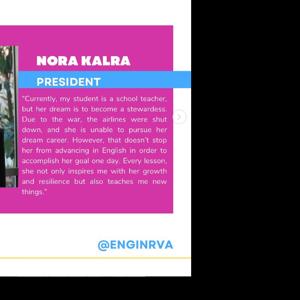 NORA KALRA
PRESIDENT
"Currently, my student is a school teacher,
but her dream is to become a stewardess.
Due to the war, the airlines were shut
down, and she is unable to pursue her
dream career. However, that doesn't stop
her from advancing in English in order to
accomplish her goal one day. Every lesson,
she not only inspires me with her growth
and resilience but also teaches me new
things."
@ENGINRVA